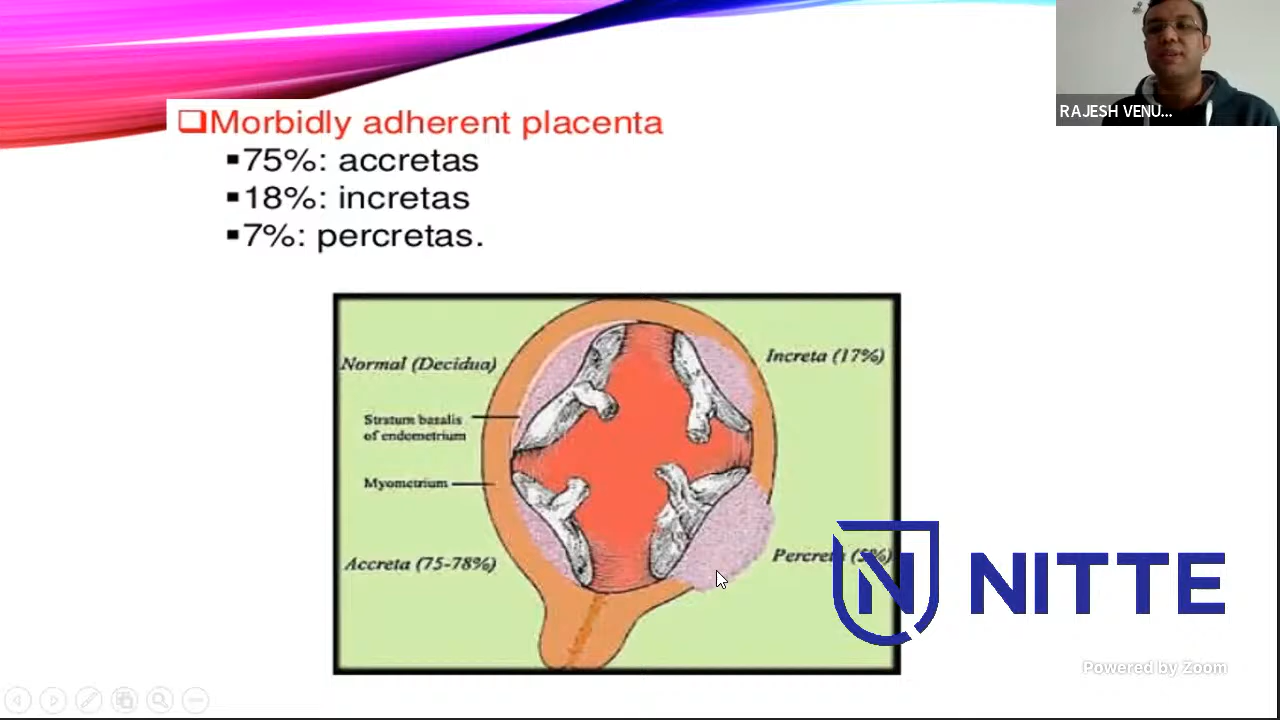 ❑Morbidly adherent placenta
▪75%: accretas
▪18%: incretas
▪7%: percretas.
Normal (Decidua)
Increta (17%)
Stratum basalis
of endometrium
Myometrium
Accreta (75-78%)
Percreta (5%)
RAJESH VENU...
NITTE
Powered by Zoom